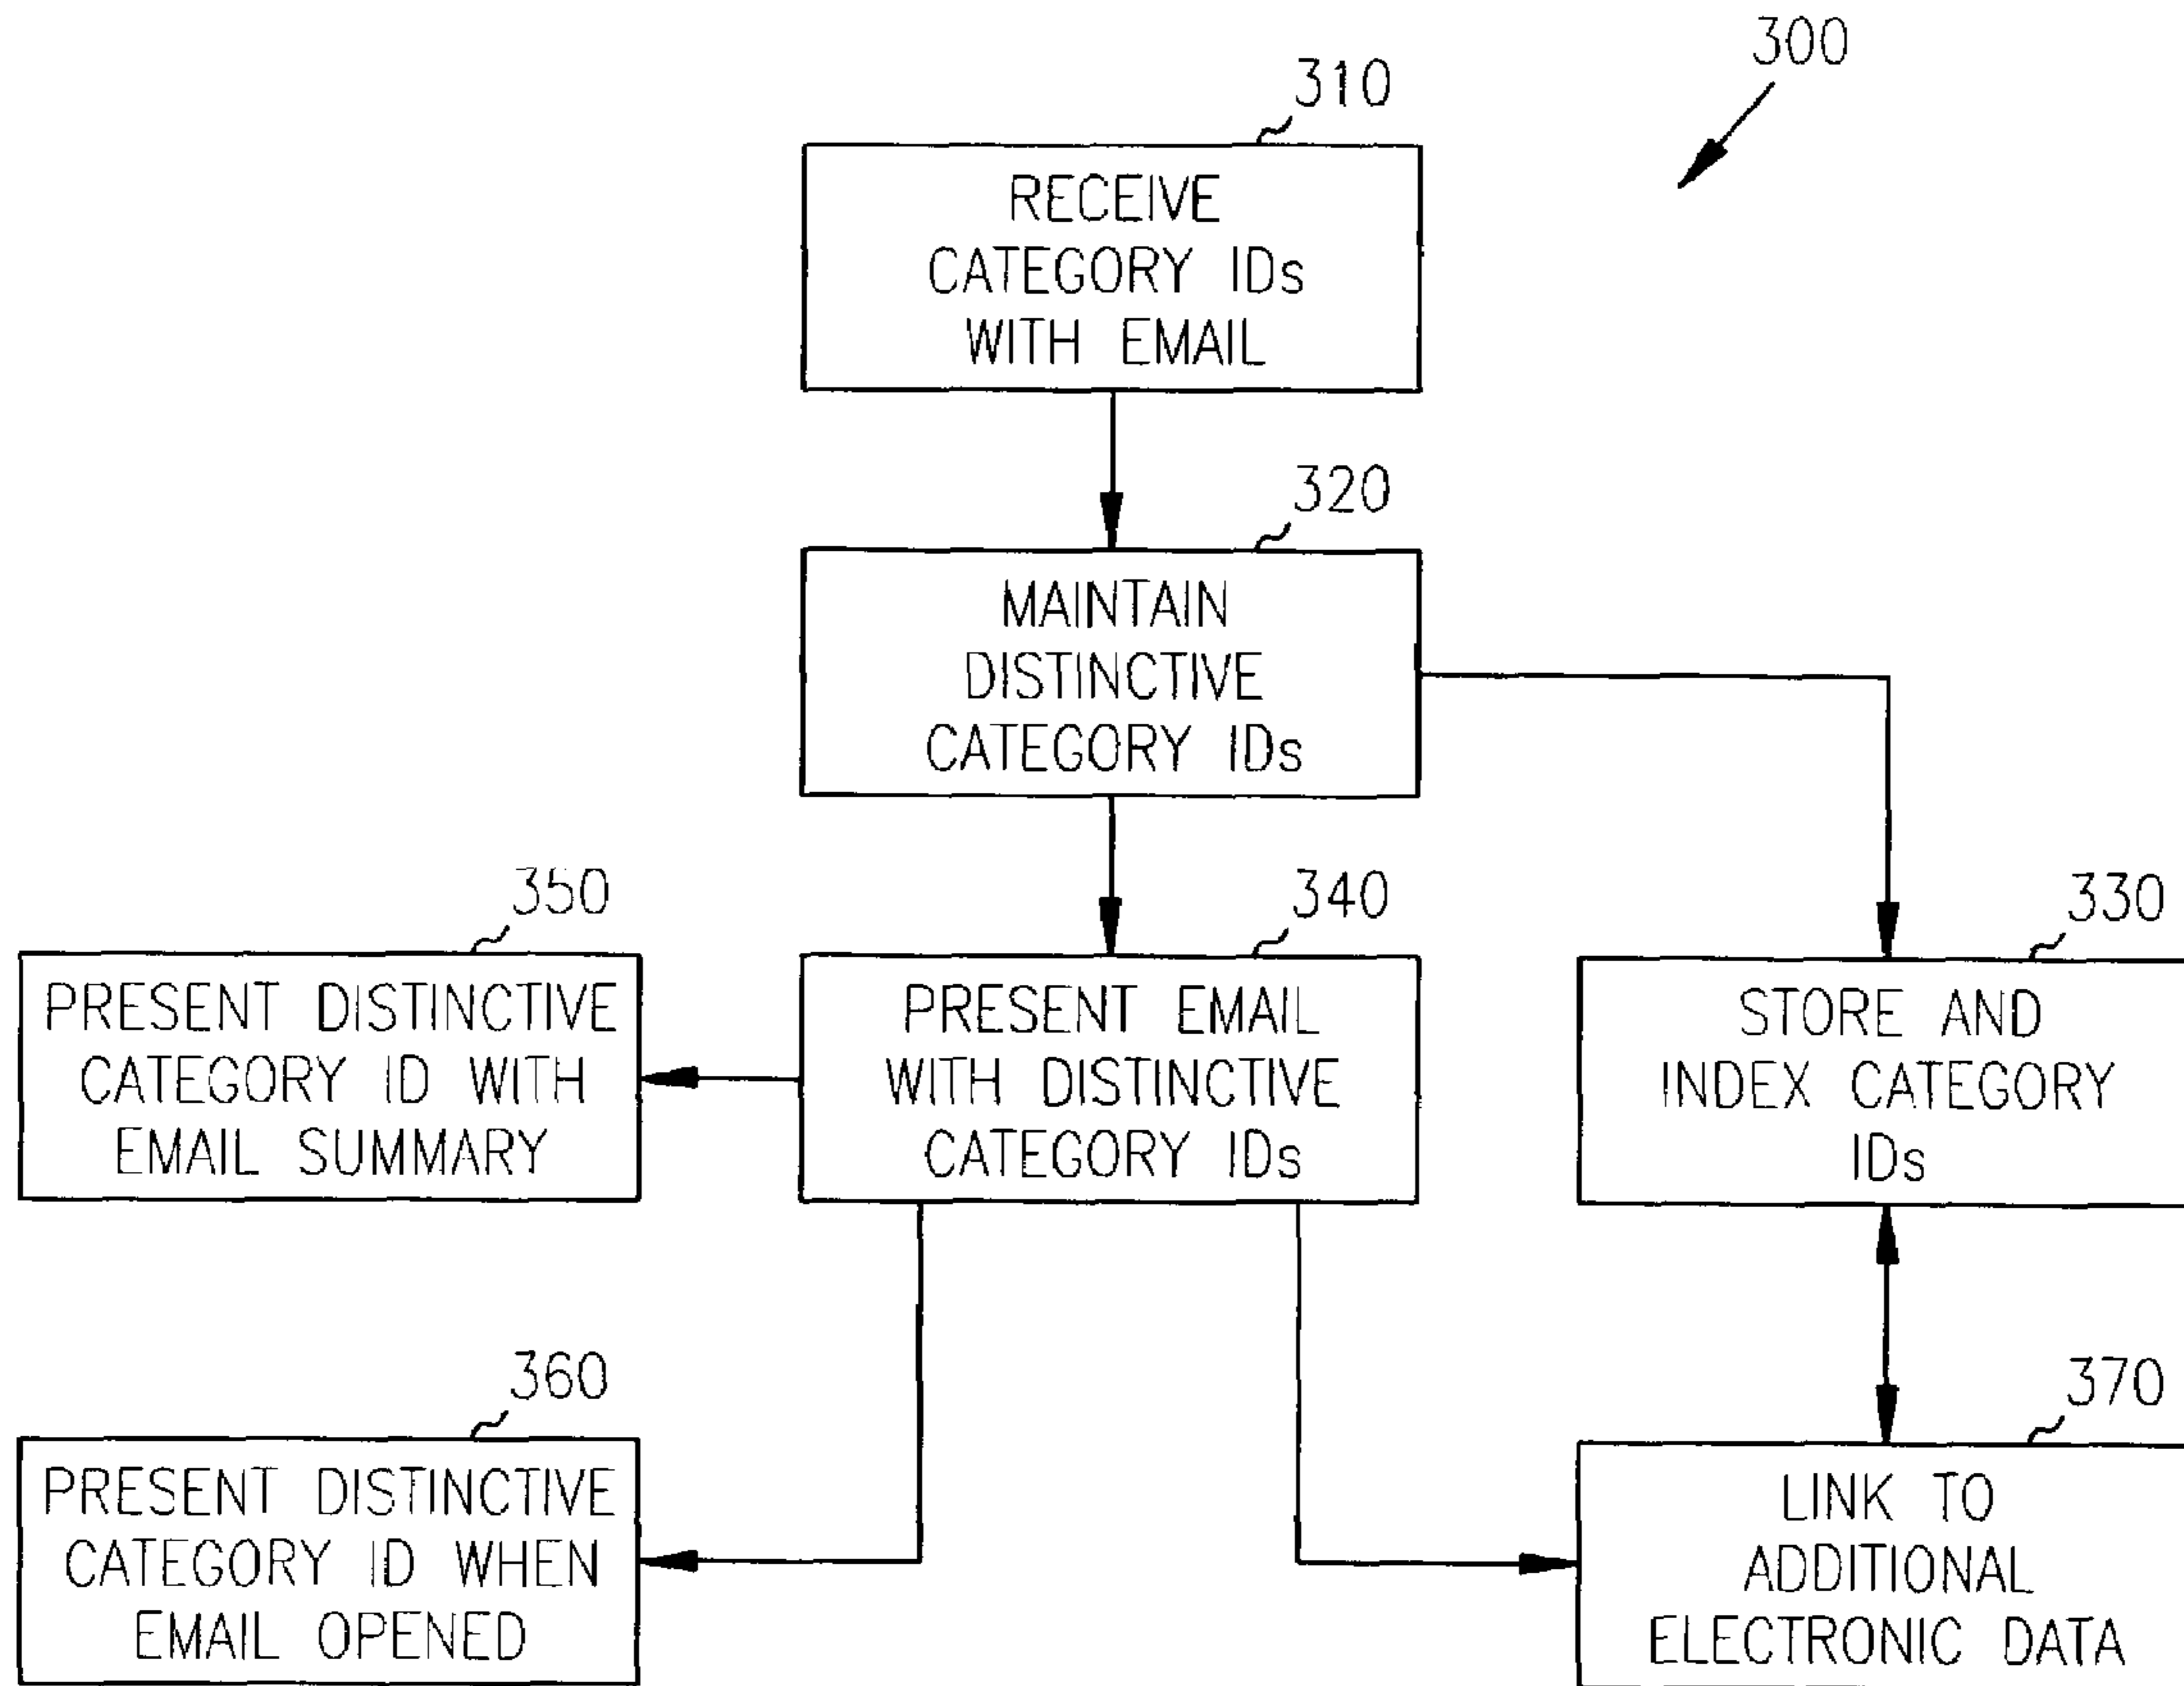 300
310
RECEIVE
CATEGORY IDs
WITH EMAIL
320
MAINTAIN
DISTINCTIVE
CATEGORY IDs
350
PRESENT DISTINCTIVE
CATEGORY ID WITH
EMAIL SUMMARY
340
PRESENT EMAIL
WITH DISTINCTIVE
CATEGORY IDs
330
STORE AND
INDEX CATEGORY
IDs
360
PRESENT DISTINCTIVE
CATEGORY ID WHEN
EMAIL OPENED
370
LINK TO
ADDITIONAL
ELECTRONIC DATA